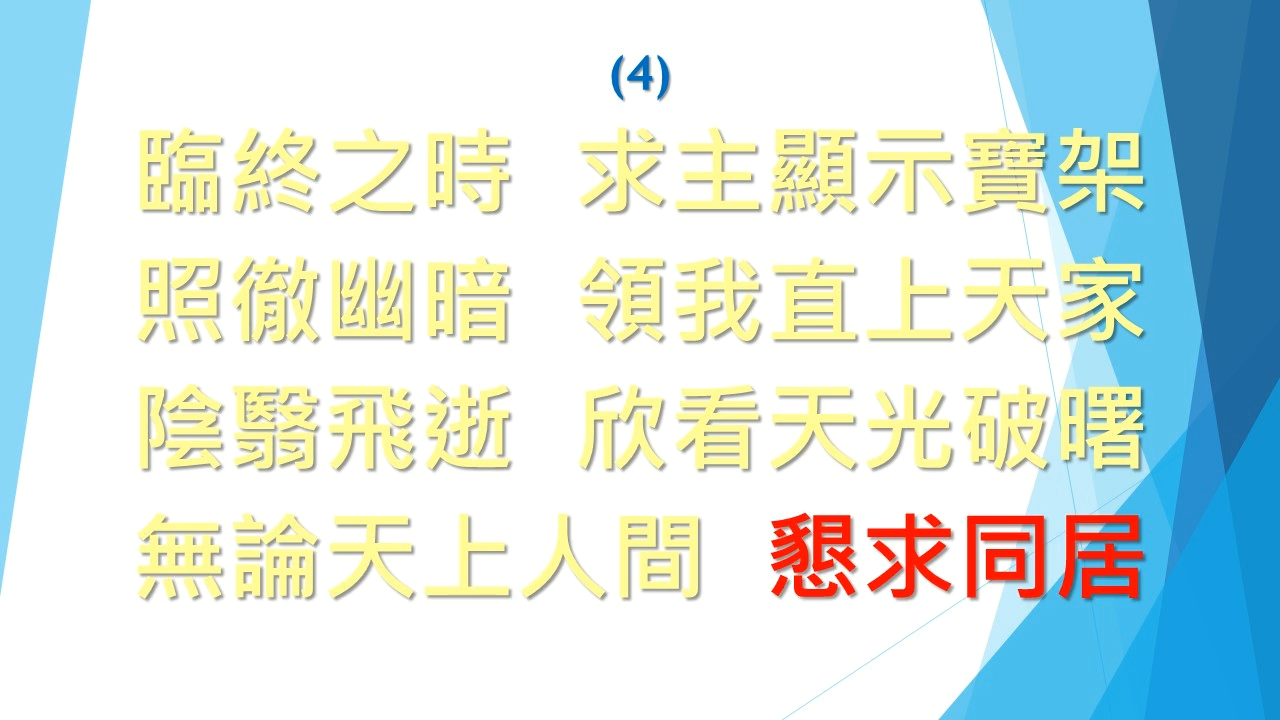 (4)
臨終之時 求主顯示寶架
照徹幽暗 領我直上天家
陰翳飛逝 欣看天光破曙
無論天上人間 懇求同居